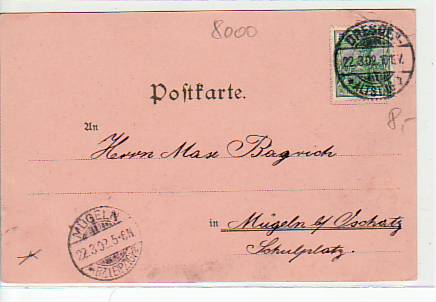 8000
DRESDEN
22.3.02
ALTST.
8,-
Postkarte.
An
Herrn Max Bagrich
in Mügeln b/ Oschatz
Schulplatz.
MÜGELN
22.3.02.5-6N